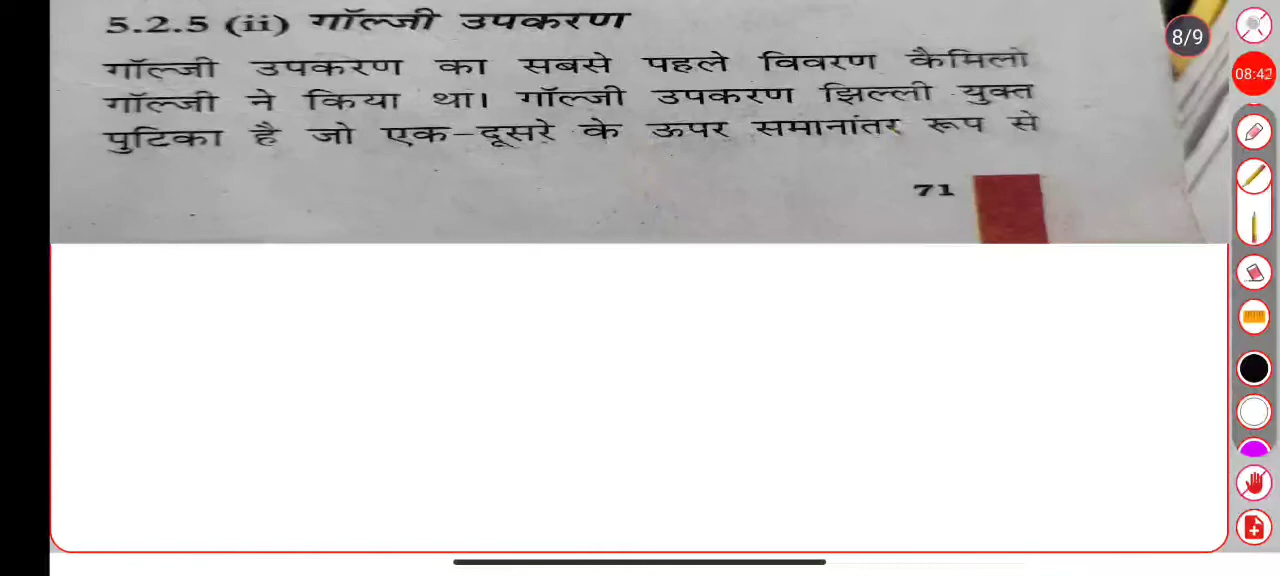 5.2.5 (ii) गॉल्जी उपकरण
गॉल्जी उपकरण का सबसे पहले विवरण कैमिलो
गॉल्जी ने किया था। गॉल्जी उपकरण झिल्ली युक्त
पुटिका है जो एक-दूसरे के ऊपर समानांतर रूप से
71
8/9
08:42